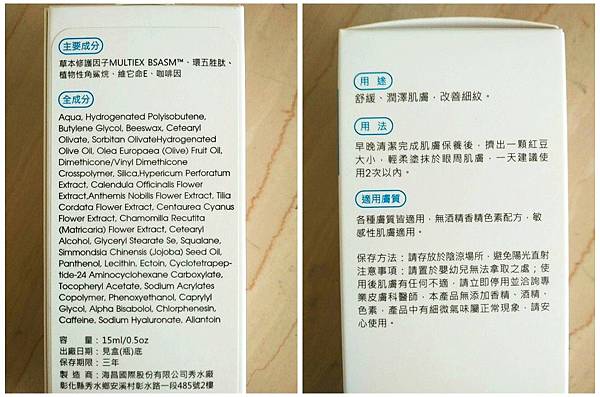 主要成分
草本修護因子MULTIEX BSASM™、環五胜肽、
植物性角鯊烷、維它命E、咖啡因
全成分
Aqua, Hydrogenated Polyisobutene,
Butylene Glycol, Beeswax, Cetearyl
Olivate, Sorbitan OlivateHydrogenated
Olive Oil, Olea Europaea (Olive) Fruit Oil,
Dimethicone/Vinyl Dimethicone
Crosspolymer, Silica,Hypericum Perforatum
Extract, Calendula Officinalis Flower
Extract,Anthemis Nobilis Flower Extract, Tilia
Cordata Flower Extract, Centaurea Cyanus
Flower Extract, Chamomilla Recutita
(Matricaria) Flower Extract, Cetearyl
Alcohol, Glyceryl Stearate Se, Squalane,
Simmondsia Chinensis (Jojoba) Seed Oil,
Panthenol, Lecithin, Ectoin, Cyclotetrapep-
tide-24 Aminocyclohexane Carboxylate,
Tocopheryl Acetate, Sodium Acrylates
Copolymer, Phenoxyethanol, Caprylyl
Glycol, Alpha Bisabolol, Chlorphenesin,
Caffeine, Sodium Hyaluronate, Allantoin
容 量：15ml/0.5oz
出廠日期：見盒(瓶)底
保存期限：三年
製 造 商：海昌國際股份有限公司秀水廠
彰化縣秀水鄉安溪村彰水路一段485號2樓
用 途
舒緩、潤澤肌膚，改善細紋。
用 法
早晚清潔完成肌膚保養後，擠出一顆紅豆
大小，輕柔塗抹於眼周肌膚，一天建議使
用2次以內。
適用膚質
各種膚質皆適用，無酒精香精色素配方，敏
感性肌膚適用。
保存方法：請存放於陰涼場所，避免陽光直射
注意事項：請置於嬰幼兒無法拿取之處；使
用後肌膚有任何不適，請立即停用並洽詢專
業皮膚科醫師，本產品無添加香精、酒精、
色素，產品中有細微氣味屬正常現象，請安
心使用。